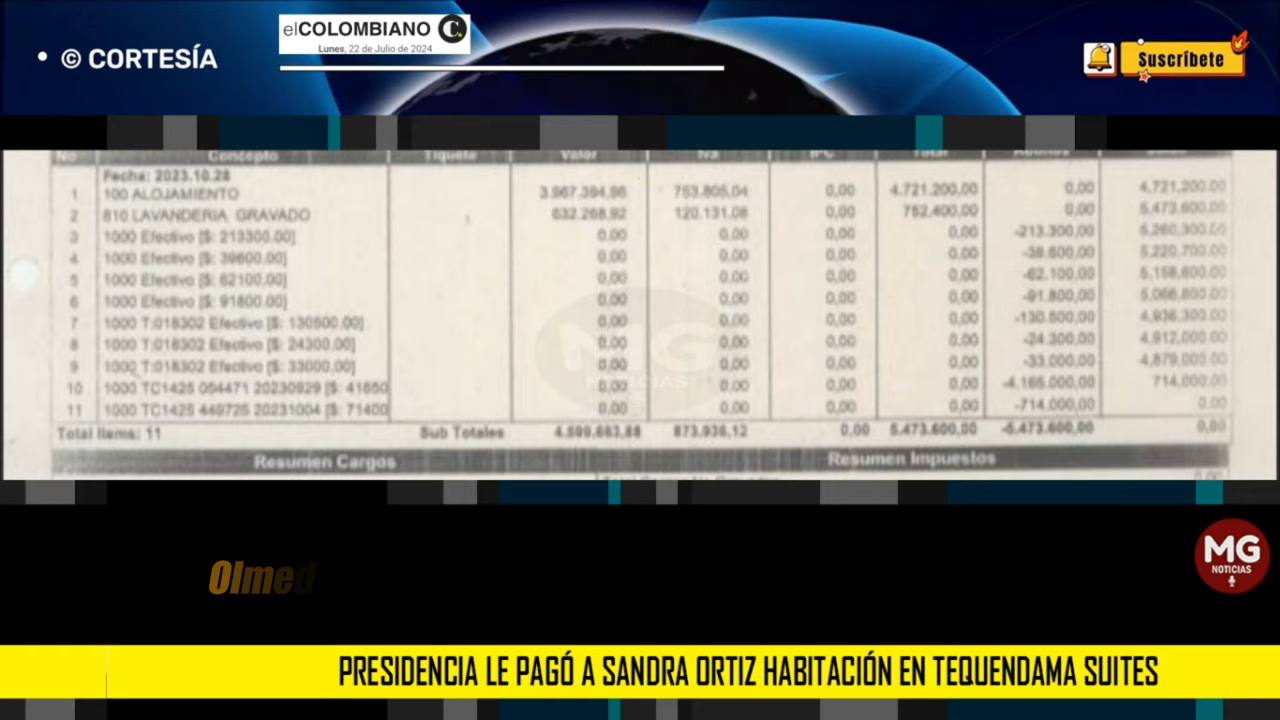 elCOLOMBIANO
Lunes, 22 de Julio de 2024
• © CORTESÍA
Suscríbete
No Concepto Tiquete Valor Iva IPC Total Abonos
Fecha: 2023.10.28
1 100 ALOJAMIENTO 3.967.394,96 753.805,04 0,00 4.721.200,00 0,00 4,721,200.00
2 810 LAVANDERIA GRAVADO 632.268,92 120.131,08 0,00 752.400,00 0,00 5,473,600.00
3 1000 Efectivo [$: 213300.00] 0.00 0.00 0,00 0,00 -213.300,00 5,260,300.00
4 1000 Efectivo [$: 39600.00] 0.00 0.00 0,00 0,00 5,220,700.00
5 1000 Efectivo [$: 62100.00] 0.00 0.00 0,00 0,00 -62.100,00 5,158,600.00
6 1000 Efectivo [$: 91800.00] 0.00 0.00 0,00 0,00 -91.800,00 5,066,800.00
7 1000 T:018302 Efectivo [$: 130500.00] 0.00 0.00 0,00 0,00 -130.500,00 4,936,300.00
8 1000 T:018302 Efectivo [$: 24300.00] 0.00 0.00 0,00 0,00 -24.300,00 4,912,000.00
9 1000 T:018302 Efectivo [$: 33000.00] 0.00 0.00 0,00 0,00 -33.000,00 4,879,000.00
10 1000 TC1425 054471 20230929 [$: 41650 0.00 0.00 0,00 0,00 -4.165.000,00 714,000.00
11 1000 TC1425 449725 20231004 [$: 71400 0.00 0.00 0,00 0,00 -714.000,00 0.00
Total Items: 11 Sub Totales 4.599.663,88 873.936,12 0,00 5.473.600,00 -5.473.600,00 0,00
Resumen Cargos Resumen Impuestos
0.00
MG
NOTICIAS
Olmed
MG
NOTICIAS
PRESIDENCIA LE PAGÓ A SANDRA ORTIZ HABITACIÓN EN TEQUENDAMA SUITES